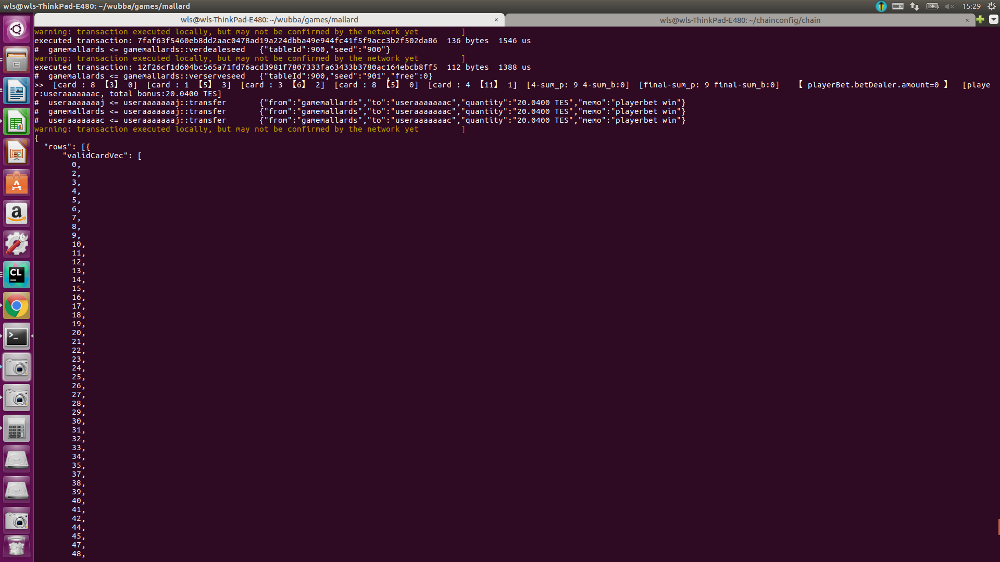 wls@wls-ThinkPad-E480: ~/wubba/games/mallard
15:29
wls@wls-ThinkPad-E480: ~/wubba/games/mallard ×
wls@wls-ThinkPad-E480: ~/chainconfig/chain ×
warning: transaction executed locally, but may not be confirmed by the network yet ]
executed transaction: 7faf63f5460eb8dd2aac0478ad19a224dbba49e944fc41f5f9acc3b2f502da86 136 bytes 1546 us
# gamemallards <= gamemallards::verdealeseed {"tableId":900,"seed":"900"}
warning: transaction executed locally, but may not be confirmed by the network yet ]
executed transaction: 12f26cf1d604bc565a71fd76acd3981f7807333fa63433b3780ac164ebcb8ff5 112 bytes 1388 us
# gamemallards <= gamemallards::verserveseed {"tableId":900,"seed":"901","free":0}
>> [card : 8 【3】 0] [card : 1 【5】 3] [card : 3 【6】 2] [card : 8 【5】 0] [card : 4 【11】 1] [4-sum_p: 9 4-sum_b:0] [final-sum_p: 9 final-sum_b:0] 【 playerBet.betDealer.amount=0 】 [playe
r:useraaaaaaac, total bonus:20.0400 TES]
# useraaaaaaaj <= useraaaaaaaj::transfer {"from":"gamemallards","to":"useraaaaaaac","quantity":"20.0400 TES","memo":"playerbet win"}
# gamemallards <= useraaaaaaaj::transfer {"from":"gamemallards","to":"useraaaaaaac","quantity":"20.0400 TES","memo":"playerbet win"}
# useraaaaaaac <= useraaaaaaaj::transfer {"from":"gamemallards","to":"useraaaaaaac","quantity":"20.0400 TES","memo":"playerbet win"}
warning: transaction executed locally, but may not be confirmed by the network yet ]
{
"rows": [{
"validCardVec": [
0,
2,
3,
4,
5,
6,
7,
8,
9,
10,
11,
12,
13,
14,
15,
16,
17,
18,
19,
20,
21,
22,
23,
24,
25,
26,
27,
28,
29,
30,
31,
32,
33,
34,
35,
37,
38,
39,
40,
41,
42,
44,
45,
47,
48,
A
a
CL
>_